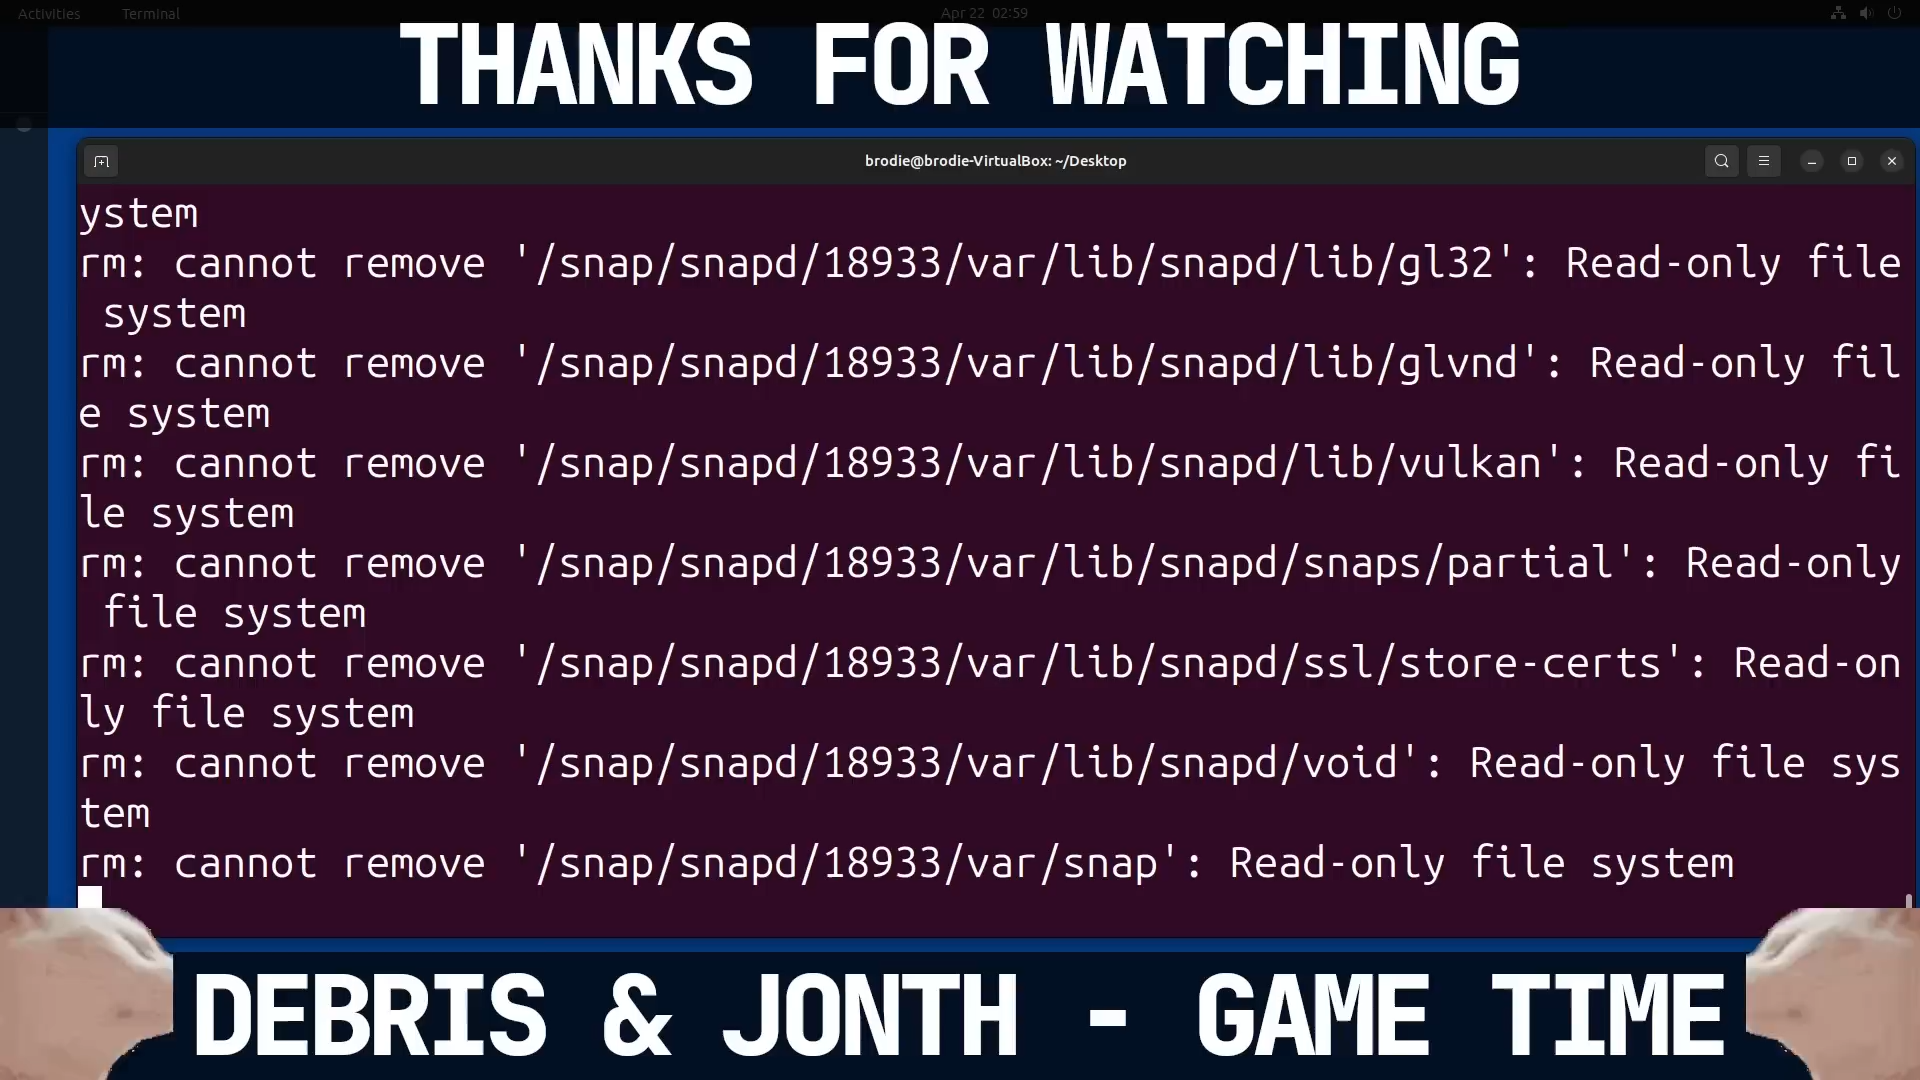 Activities Terminal Apr 22 02:59
THANKS FOR WATCHING
brodie@brodie-VirtualBox: ~/Desktop
ystem
rm: cannot remove '/snap/snapd/18933/var/lib/snapd/lib/gl32': Read-only file
 system
rm: cannot remove '/snap/snapd/18933/var/lib/snapd/lib/glvnd': Read-only fil
e system
rm: cannot remove '/snap/snapd/18933/var/lib/snapd/lib/vulkan': Read-only fi
le system
rm: cannot remove '/snap/snapd/18933/var/lib/snapd/snaps/partial': Read-only
 file system
rm: cannot remove '/snap/snapd/18933/var/lib/snapd/ssl/store-certs': Read-on
ly file system
rm: cannot remove '/snap/snapd/18933/var/lib/snapd/void': Read-only file sys
tem
rm: cannot remove '/snap/snapd/18933/var/snap': Read-only file system
DEBRIS & JONTH - GAME TIME